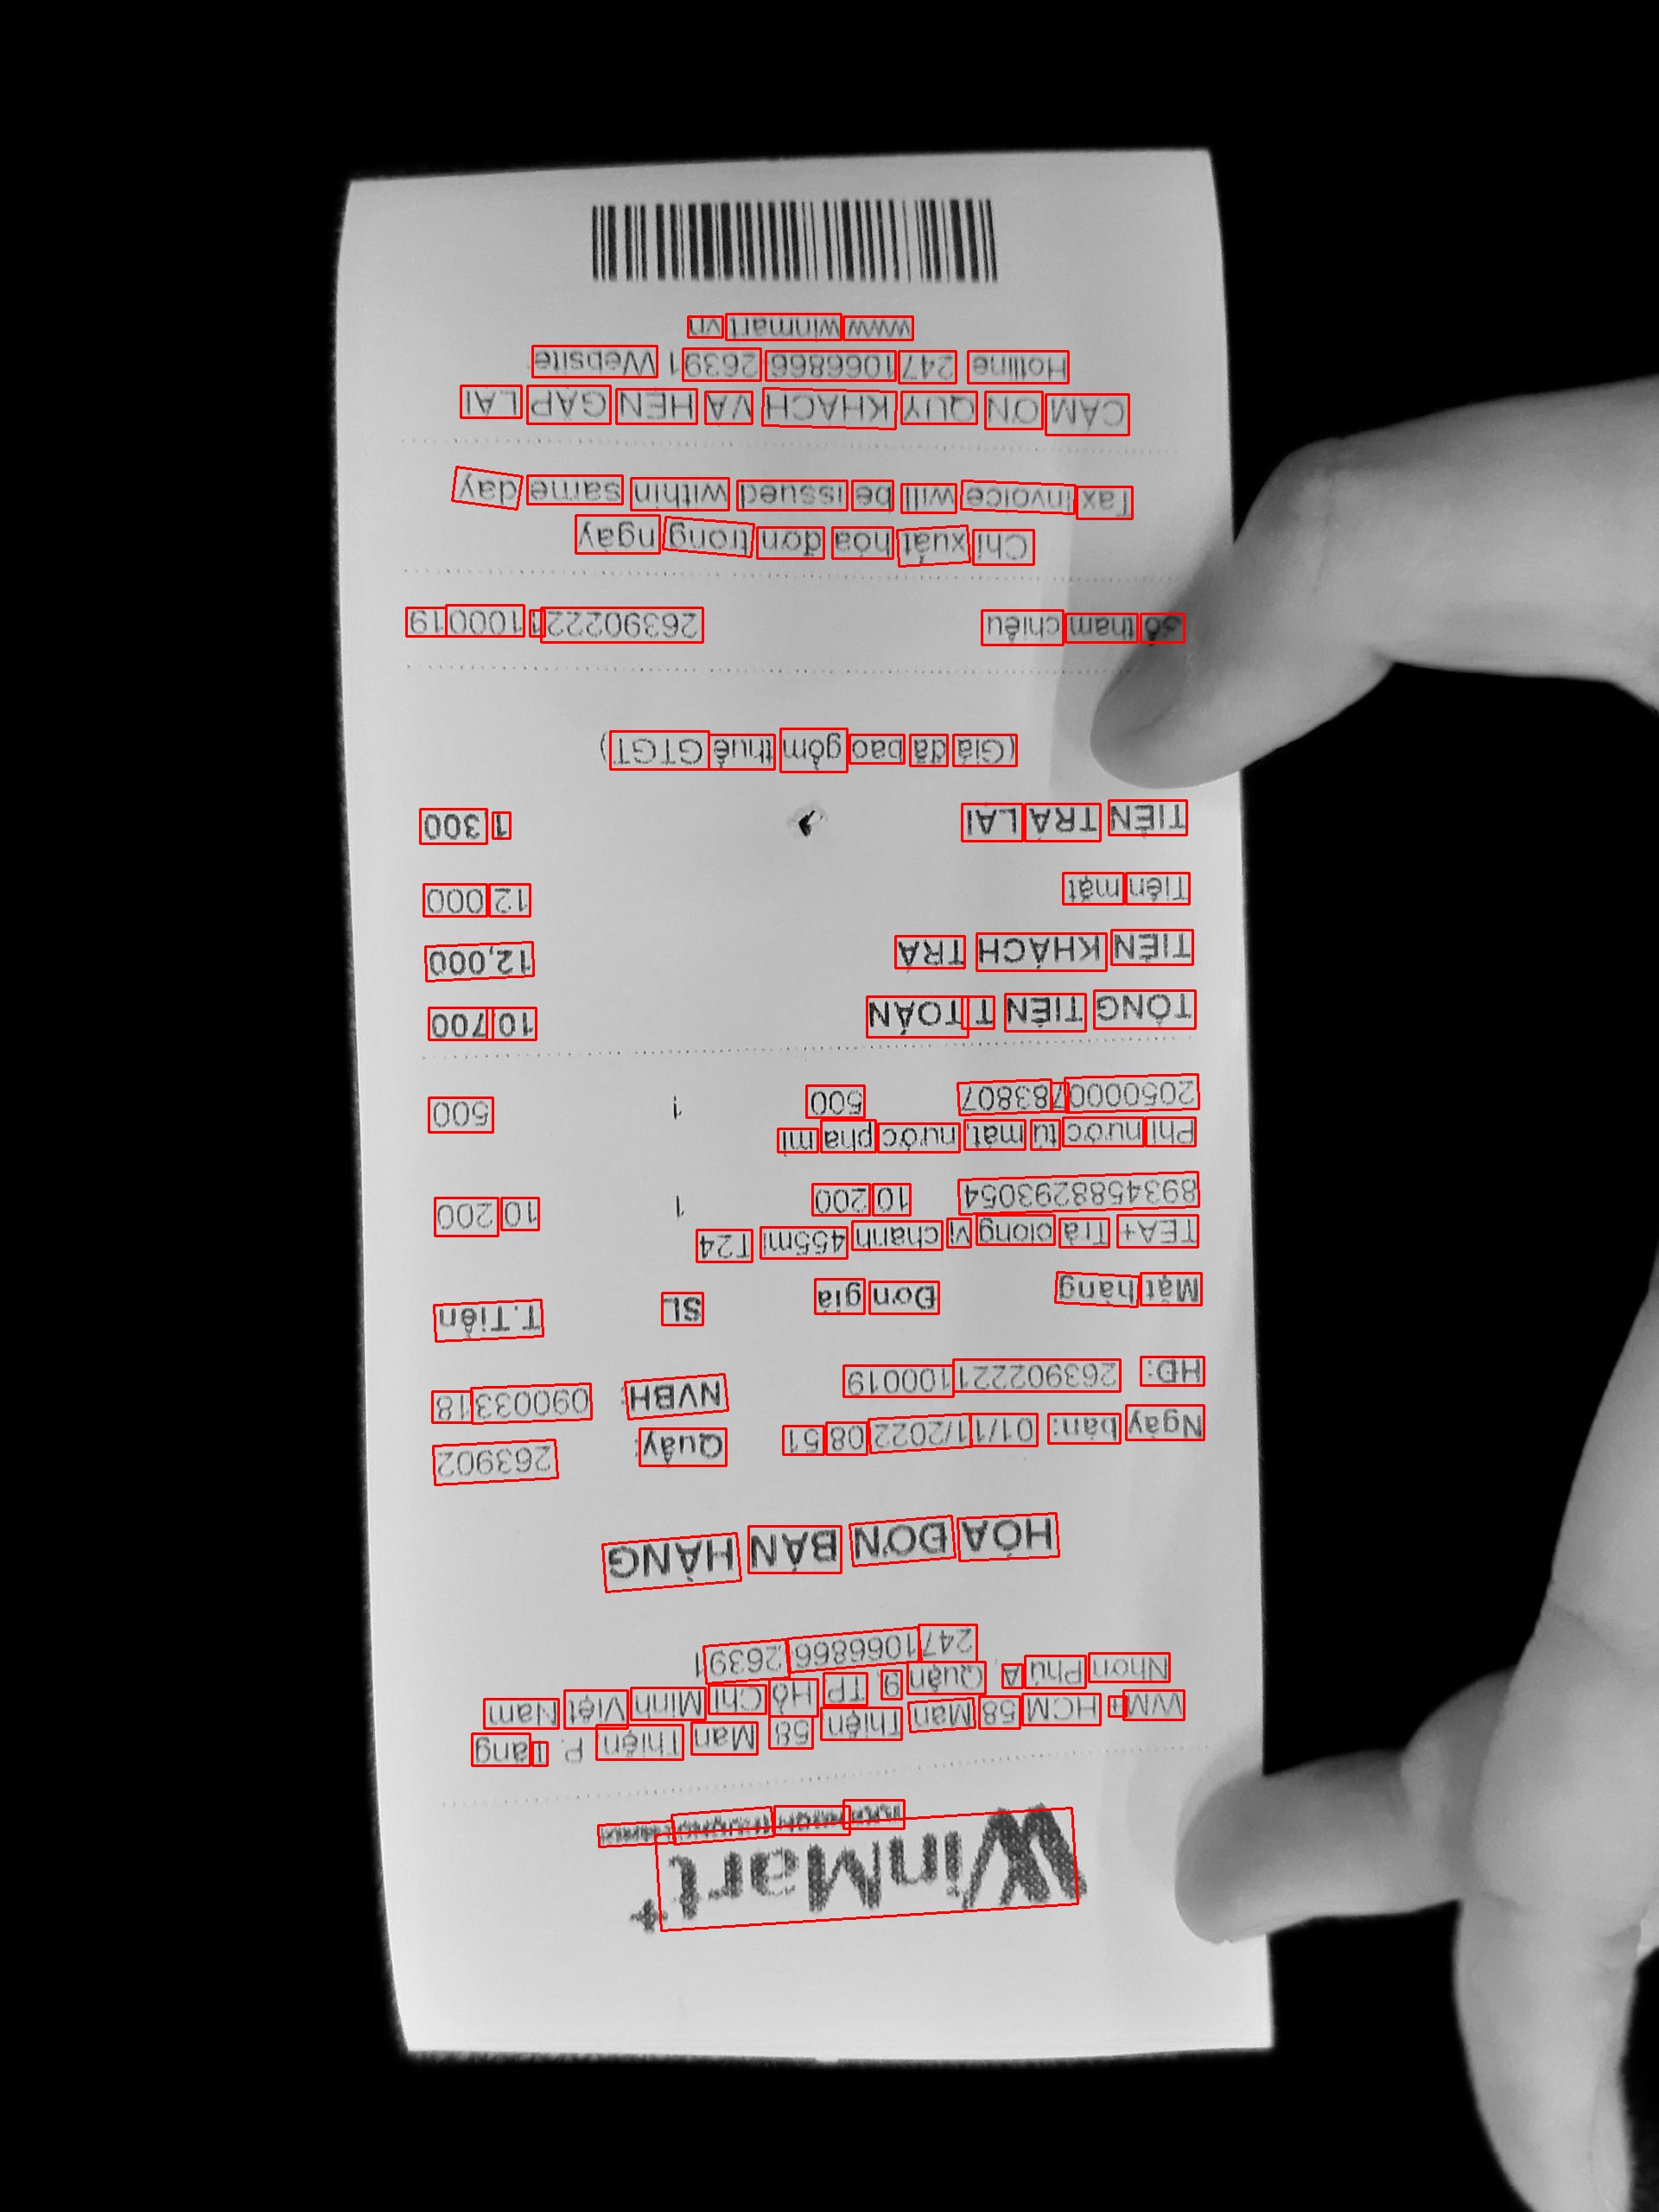 WinMart+
WM+ HCM 58 Man Thiện 58 Man Thiện P. Tăng
Nhơn Phú A, Quận 9, TP. Hồ Chí Minh Việt Nam
2471066866 26391
HÓA ĐƠN BÁN HÀNG
Ngày bán: 01/11/2022 08:51 Quầy: 263902
HĐ: 263902221100019 NVBH: 09003318
Mặt hàng Đơn giá SL T.Tiền
TEA+ Trà olong vị chanh 455ml T24
8934588293054 10,200 1 10,200
Phí nước tủ mát, nước pha mì
2050000783807 500 1 500
TỔNG TIỀN T.TOÁN 10,700
TIỀN KHÁCH TRẢ 12,000
Tiền mặt 12,000
TIỀN TRẢ LẠI 1,300
(Giá đã bao gồm thuế GTGT)
Số tham chiếu 26390222 1100019
Chỉ xuất hóa đơn trong ngày
Tax invoice will be issued within same day
CẢM ƠN QUÝ KHÁCH VÀ HẸN GẶP LẠI
Hotline: 2471066866 26391 Website:
www.winmart.vn